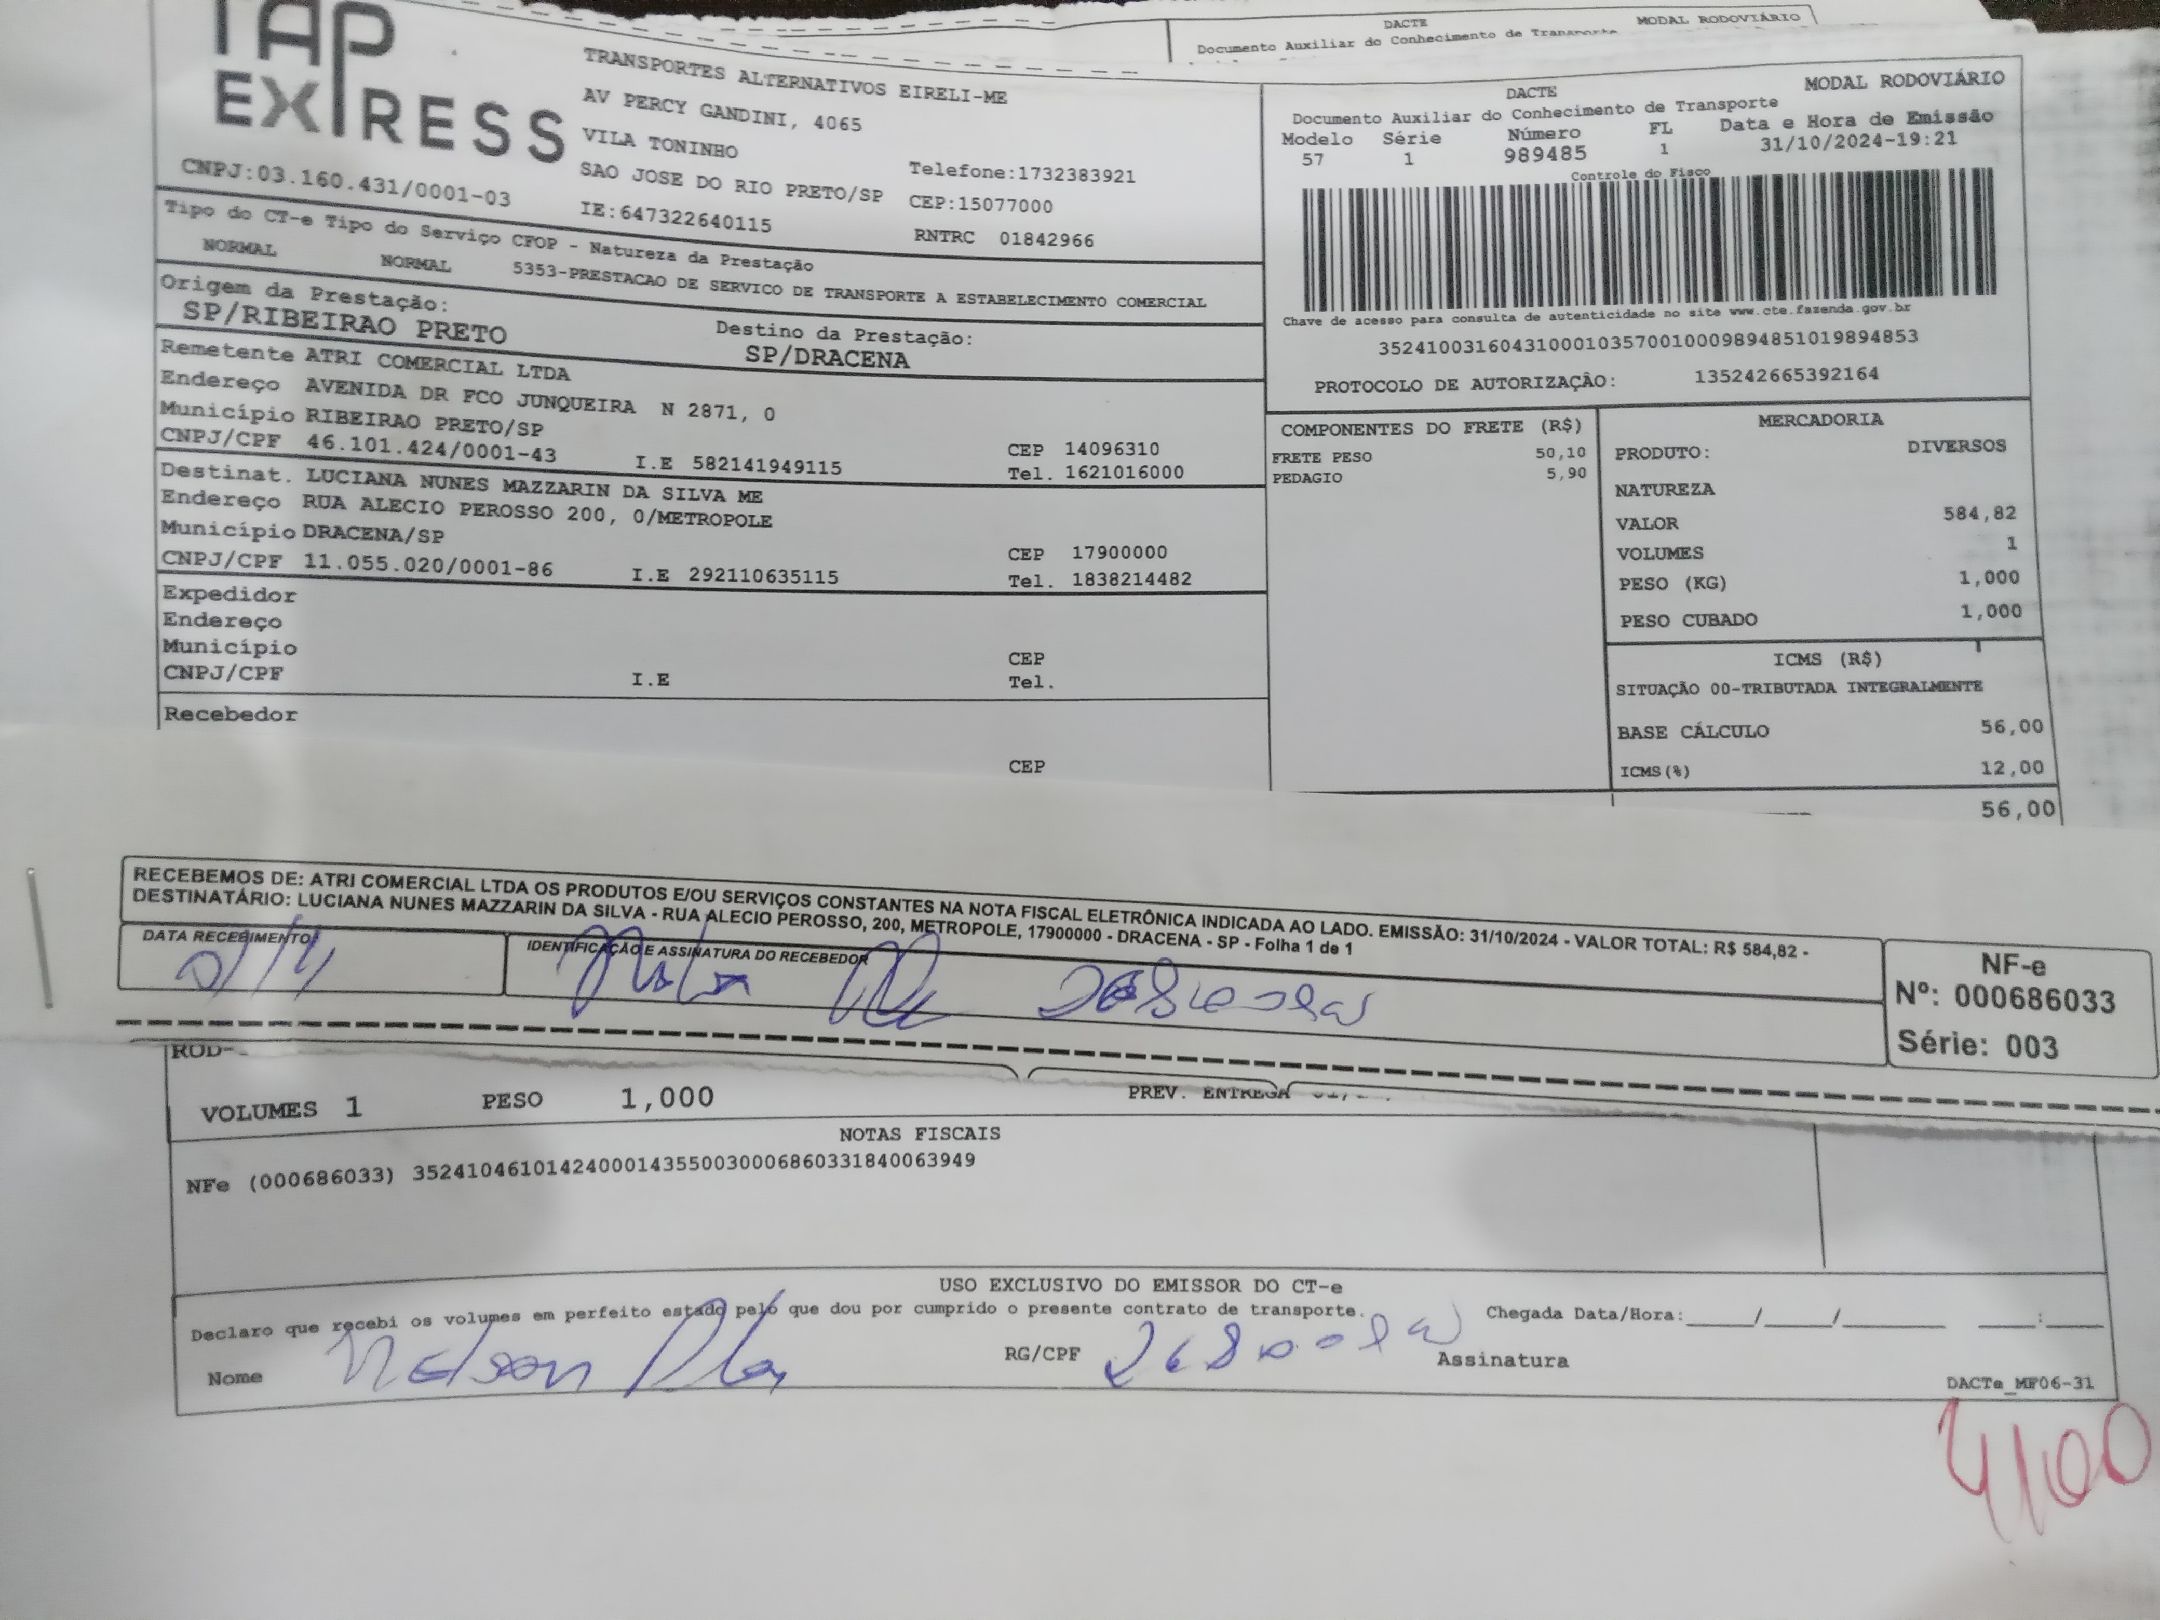 DACTE MODAL RODOVIÁRIO
Documento Auxiliar do Conhecimento de Transporte
TAP
EXPRESS
CNPJ:03.160.431/0001-03
TRANSPORTES ALTERNATIVOS EIRELI-ME
AV PERCY GANDINI, 4065
VILA TONINHO
SAO JOSE DO RIO PRETO/SP
IE:647322640115
Telefone:1732383921
CEP:15077000
RNTRC 01842966
DACTE MODAL RODOVIÁRIO
Documento Auxiliar do Conhecimento de Transporte
Modelo Série Número FL Data e Hora de Emissão
57 1 989485 1 31/10/2024-19:21
Controle do Fisco
Chave de acesso para consulta de autenticidade no site www.cte.fazenda.gov.br
35241003160431000103570010009894851019894853
PROTOCOLO DE AUTORIZAÇÃO: 135242665392164
Tipo do CT-e Tipo do Serviço CFOP - Natureza da Prestação
NORMAL NORMAL 5353-PRESTACAO DE SERVICO DE TRANSPORTE A ESTABELECIMENTO COMERCIAL
Origem da Prestação: Destino da Prestação:
SP/RIBEIRAO PRETO SP/DRACENA
Remetente ATRI COMERCIAL LTDA
Endereço AVENIDA DR FCO JUNQUEIRA N 2871, 0
Município RIBEIRAO PRETO/SP CEP 14096310
CNPJ/CPF 46.101.424/0001-43 I.E 582141949115 Tel. 1621016000
Destinat. LUCIANA NUNES MAZZARIN DA SILVA ME
Endereço RUA ALECIO PEROSSO 200, 0/METROPOLE
Município DRACENA/SP CEP 17900000
CNPJ/CPF 11.055.020/0001-86 I.E 292110635115 Tel. 1838214482
Expedidor
Endereço
Município CEP
CNPJ/CPF I.E Tel.
Recebedor
CEP
COMPONENTES DO FRETE (R$)
FRETE PESO 50,10
PEDAGIO 5,90
MERCADORIA
PRODUTO: DIVERSOS
NATUREZA
VALOR 584,82
VOLUMES 1
PESO (KG) 1,000
PESO CUBADO 1,000
ICMS (R$)
SITUAÇÃO 00-TRIBUTADA INTEGRALMENTE
BASE CÁLCULO 56,00
ICMS(%) 12,00
56,00
RECEBEMOS DE: ATRI COMERCIAL LTDA OS PRODUTOS E/OU SERVIÇOS CONSTANTES NA NOTA FISCAL ELETRÔNICA INDICADA AO LADO. EMISSÃO: 31/10/2024 - VALOR TOTAL: R$ 584,82 -
DESTINATÁRIO: LUCIANA NUNES MAZZARIN DA SILVA - RUA ALECIO PEROSSO, 200, METROPOLE, 17900000 - DRACENA - SP - Folha 1 de 1
DATA RECEBIMENTO IDENTIFICAÇÃO E ASSINATURA DO RECEBEDOR
NF-e
Nº: 000686033
Série: 003
VOLUMES 1 PESO 1,000 PREV. ENTREGA
NOTAS FISCAIS
NFe (000686033) 35241046101424000143550030006860331840063949
USO EXCLUSIVO DO EMISSOR DO CT-e
Declaro que recebi os volumes em perfeito estado pelo que dou por cumprido o presente contrato de transporte. Chegada Data/Hora:____/____/____ ____:____
Nome Nelson RG/CPF Assinatura
DACTe_MF06-31